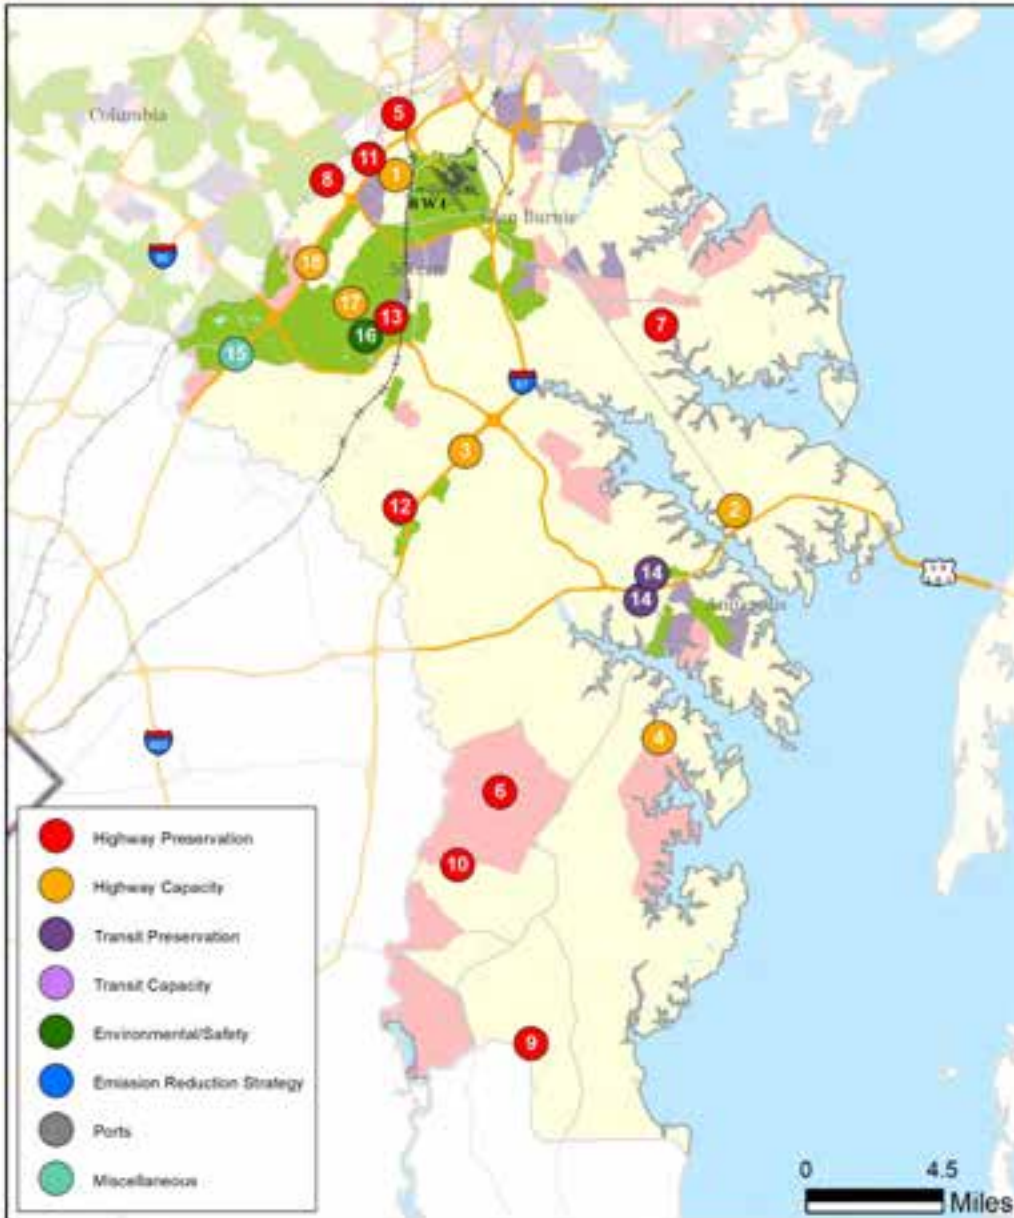 Columbia
5
11
8
1
BWI
Glen Burnie
18
17
13
16
15
7
97
3
12
2
14
14
Annapolis
4
6
10
9
Highway Preservation
Highway Capacity
Transit Preservation
Transit Capacity
Environmental/Safety
Emission Reduction Strategy
Ports
Miscellaneous
0 4.5
Miles